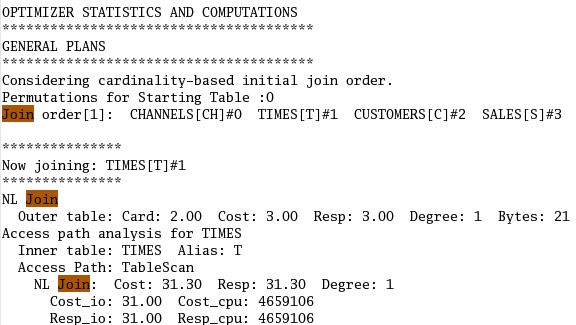 OPTIMIZER STATISTICS AND COMPUTATIONS
***************************************
GENERAL PLANS
***************************************
Considering cardinality-based initial join order.
Permutations for Starting Table :0
Join order[1]:  CHANNELS[CH]#0  TIMES[T]#1  CUSTOMERS[C]#2  SALES[S]#3
***************
Now joining: TIMES[T]#1
***************
NL Join
  Outer table: Card: 2.00  Cost: 3.00  Resp: 3.00  Degree: 1  Bytes: 21
Access path analysis for TIMES
  Inner table: TIMES  Alias: T
  Access Path: TableScan
    NL Join:  Cost: 31.30  Resp: 31.30  Degree: 1
      Cost_io: 31.00  Cost_cpu: 4659106
      Resp_io: 31.00  Resp_cpu: 4659106